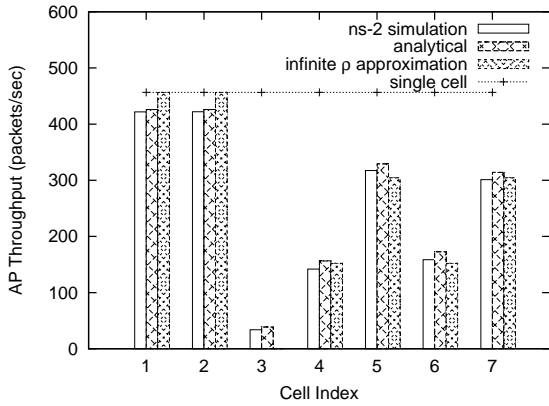 AP Throughput (packets/sec)
600
500
400
300
200
100
0
ns-2 simulation
analytical
infinite ρ approximation
single cell
1 2 3 4 5 6 7
Cell Index